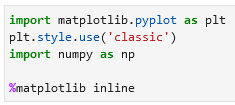 import matplotlib.pyplot as plt
plt.style.use('classic')
import numpy as np
%matplotlib inline